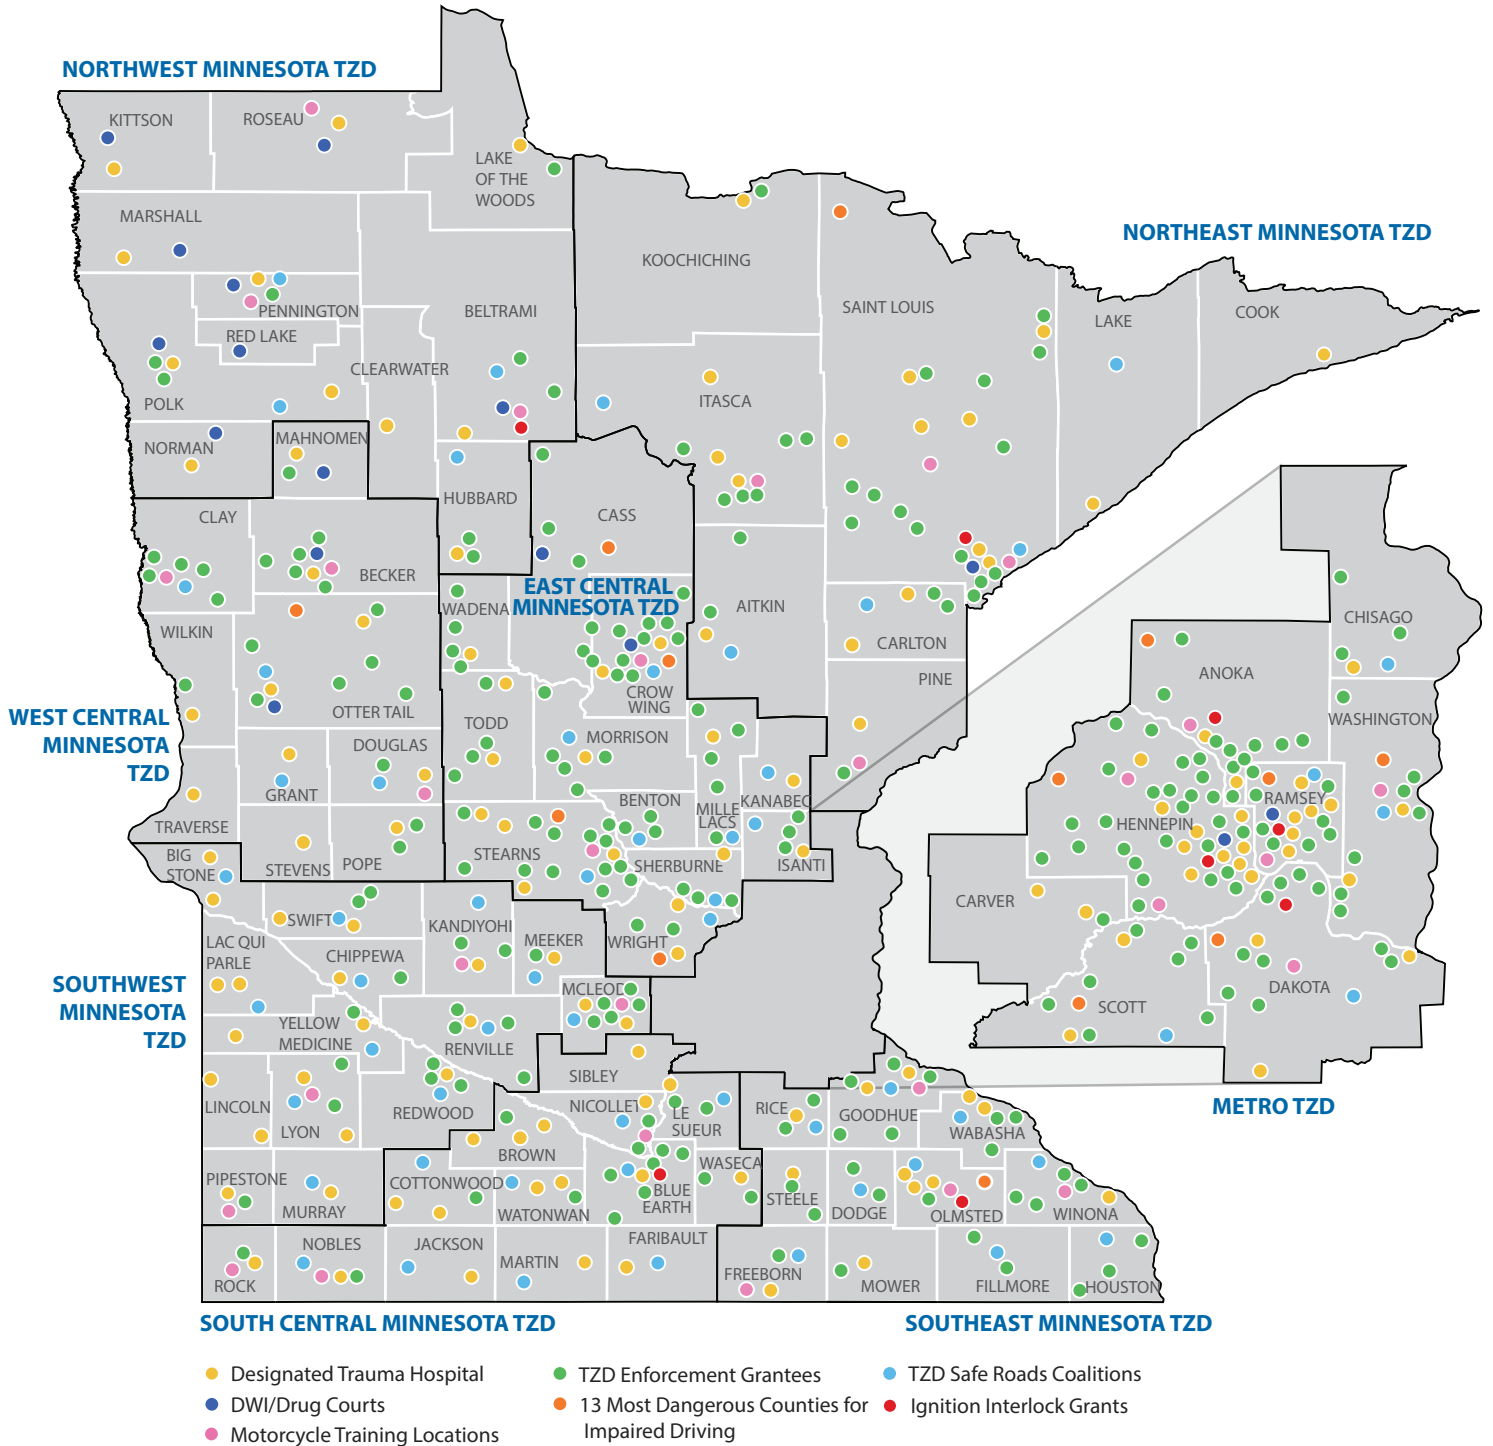 NORTHWEST MINNESOTA TZD
KITTSON
ROSEAU
LAKE
OF THE
WOODS
MARSHALL
KOOCHICHING
NORTHEAST MINNESOTA TZD
PENNINGTON
BELTRAMI
SAINT LOUIS
LAKE
COOK
RED LAKE
CLEARWATER
POLK
ITASCA
NORMAN
MAHNOMEN
HUBBARD
CLAY
CASS
BECKER
EAST CENTRAL
MINNESOTA TZD
WADENA
AITKIN
CHISAGO
WILKIN
CARLTON
ANOKA
PINE
CROW
WING
OTTER TAIL
WEST CENTRAL
MINNESOTA
TZD
TODD
WASHINGTON
DOUGLAS
MORRISON
GRANT
BENTON
MILLE
LACS
KANABEC
RAMSEY
TRAVERSE
HENNEPIN
BIG
STONE
STEVENS
POPE
STEARNS
SHERBURNE
ISANTI
CARVER
SWIFT
KANDIYOHI
MEEKER
WRIGHT
LAC QUI
PARLE
CHIPPEWA
SOUTHWEST
MINNESOTA
TZD
MCLEOD
DAKOTA
SCOTT
YELLOW
MEDICINE
RENVILLE
SIBLEY
LINCOLN
LYON
REDWOOD
NICOLLET
LE
SUEUR
RICE
GOODHUE
WABASHA
METRO TZD
BROWN
PIPESTONE
MURRAY
COTTONWOOD
WATONWAN
BLUE
EARTH
WASECA
STEELE
DODGE
OLMSTED
WINONA
ROCK
NOBLES
JACKSON
MARTIN
FARIBAULT
FREEBORN
MOWER
FILLMORE
HOUSTON
SOUTH CENTRAL MINNESOTA TZD
SOUTHEAST MINNESOTA TZD
Designated Trauma Hospital
DWI/Drug Courts
Motorcycle Training Locations
TZD Enforcement Grantees
13 Most Dangerous Counties for
Impaired Driving
TZD Safe Roads Coalitions
Ignition Interlock Grants